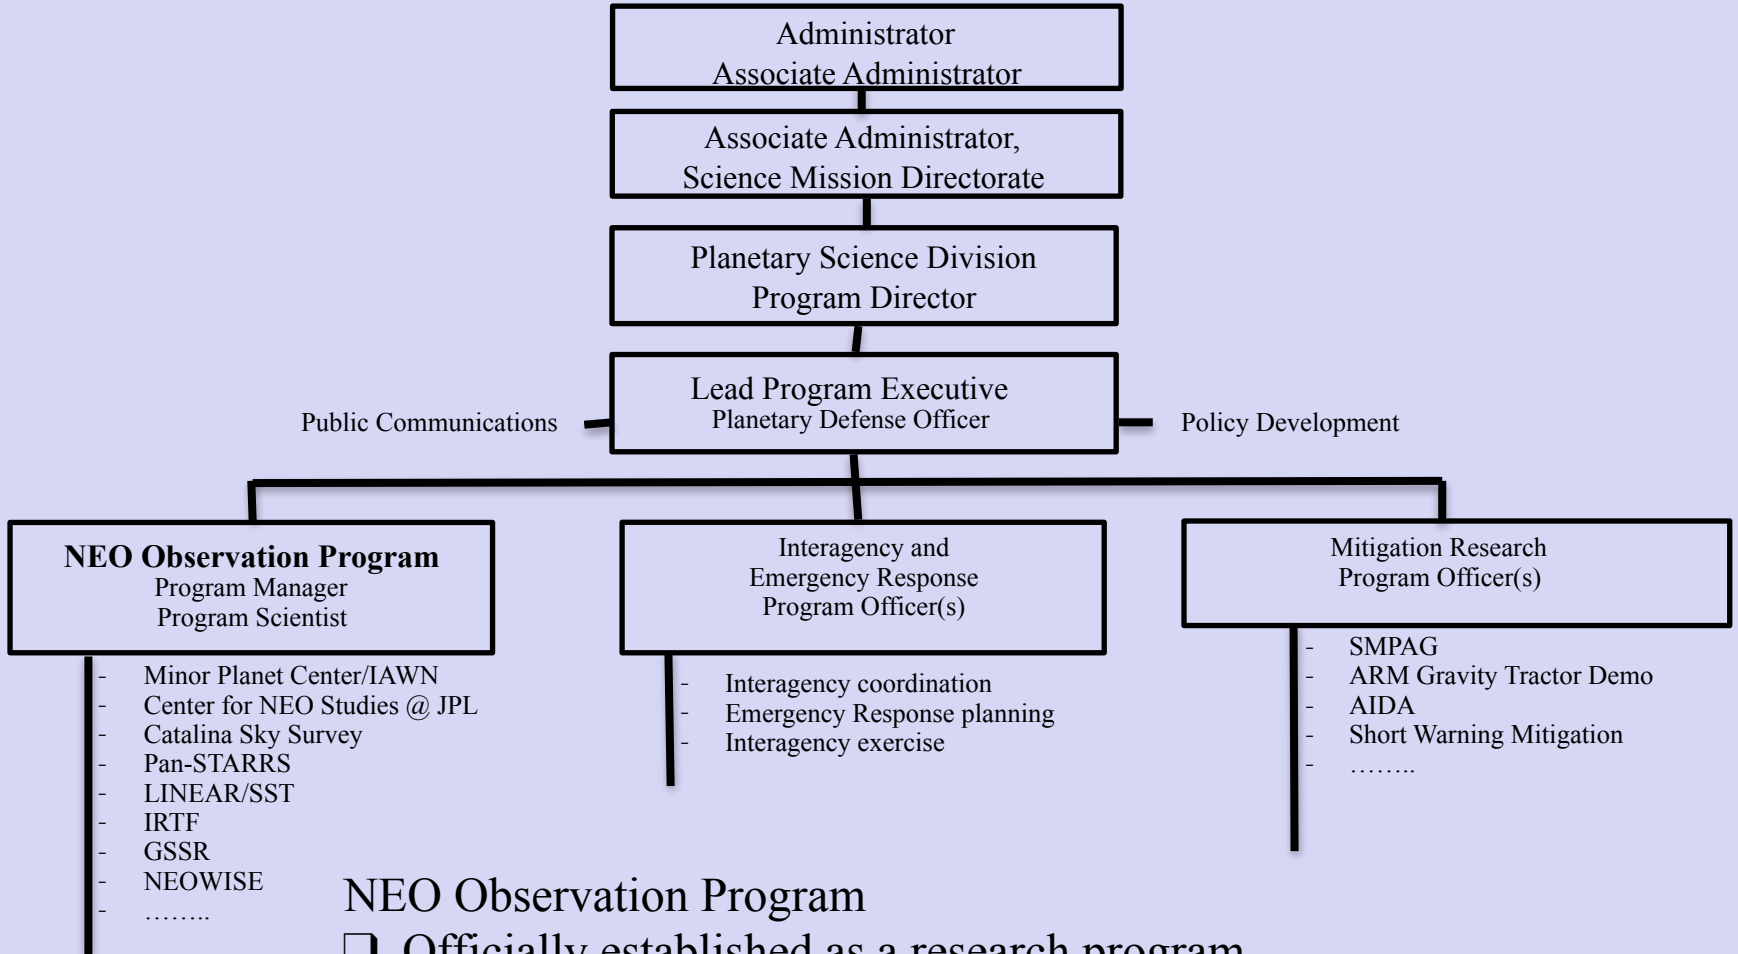 Administrator
Associate Administrator
Associate Administrator,
Science Mission Directorate
Planetary Science Division
Program Director
Lead Program Executive
Planetary Defense Officer
Public Communications
Policy Development
NEO Observation Program
Program Manager
Program Scientist
- Minor Planet Center/IAWN
- Center for NEO Studies @ JPL
- Catalina Sky Survey
- Pan-STARRS
- LINEAR/SST
- IRTF
- GSSR
- NEOWISE
- ……..
Interagency and
Emergency Response
Program Officer(s)
- Interagency coordination
- Emergency Response planning
- Interagency exercise
Mitigation Research
Program Officer(s)
- SMPAG
- ARM Gravity Tractor Demo
- AIDA
- Short Warning Mitigation
- ……..
NEO Observation Program
❑ Officially established as a research program